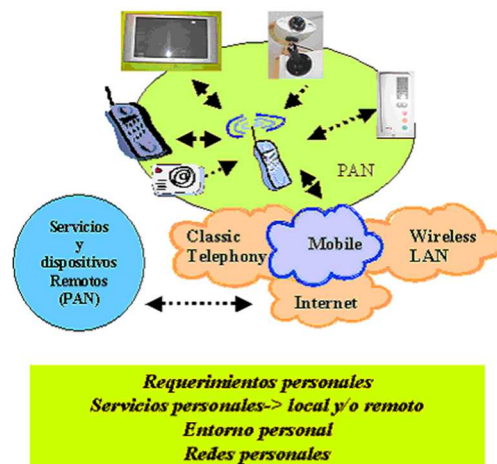 PAN
Servicios
y
dispositivos
Remotos
(PAN)
Classic
Telephony
Mobile
Wireless
LAN
Internet
Requerimientos personales
Servicios personales-> local y/o remoto
Entorno personal
Redes personales